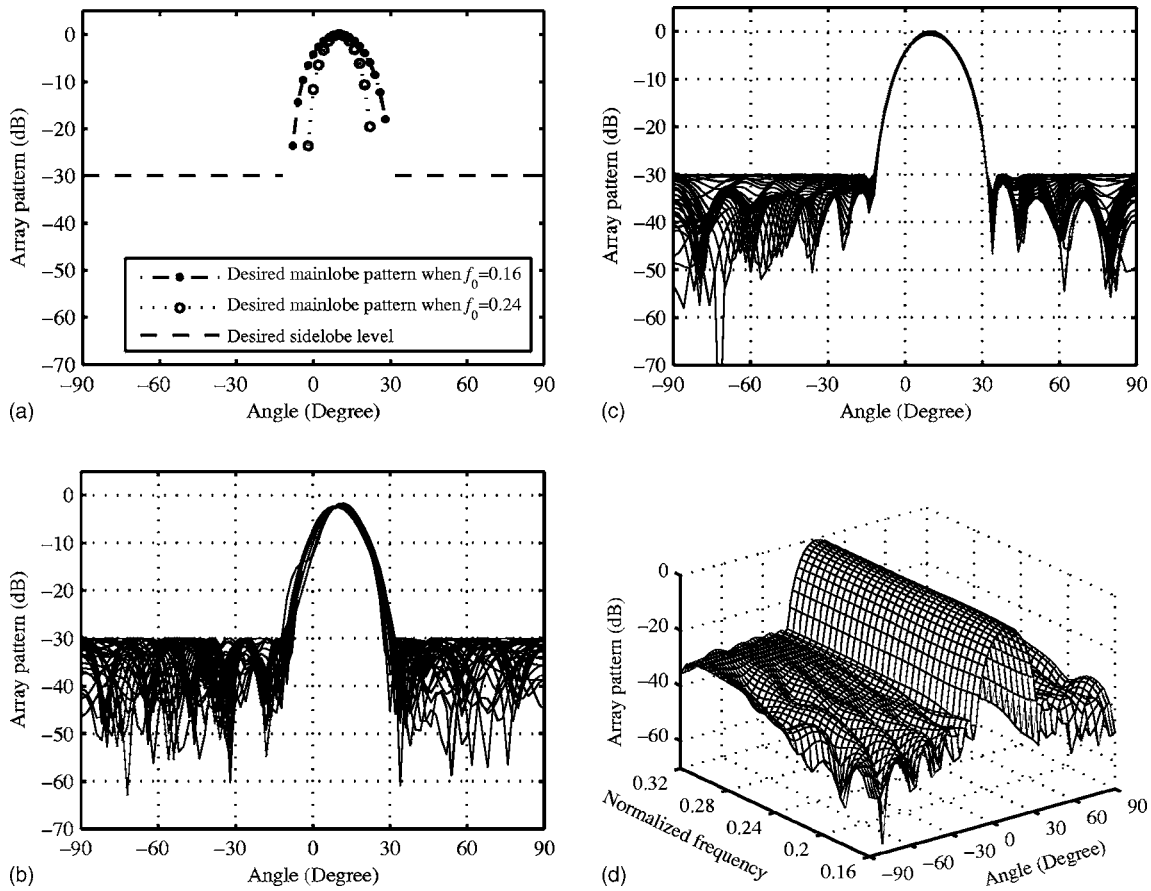 0
−10
−20
−30
−40
−50
−60
−70
Array pattern (dB)
Desired mainlobe pattern when f0=0.16
Desired mainlobe pattern when f0=0.24
Desired sidelobe level
−90 −60 −30 0 30 60 90
Angle (Degree)
(a)
0
−10
−20
−30
−40
−50
−60
−70
Array pattern (dB)
−90 −60 −30 0 30 60 90
Angle (Degree)
(c)
0
−10
−20
−30
−40
−50
−60
−70
Array pattern (dB)
−90 −60 −30 0 30 60 90
Angle (Degree)
(b)
0
−20
−40
−60
Array pattern (dB)
0.32
0.28
0.24
0.2
0.16
Normalized frequency
−90
−60
−30
0
30
60
90
Angle (Degree)
(d)